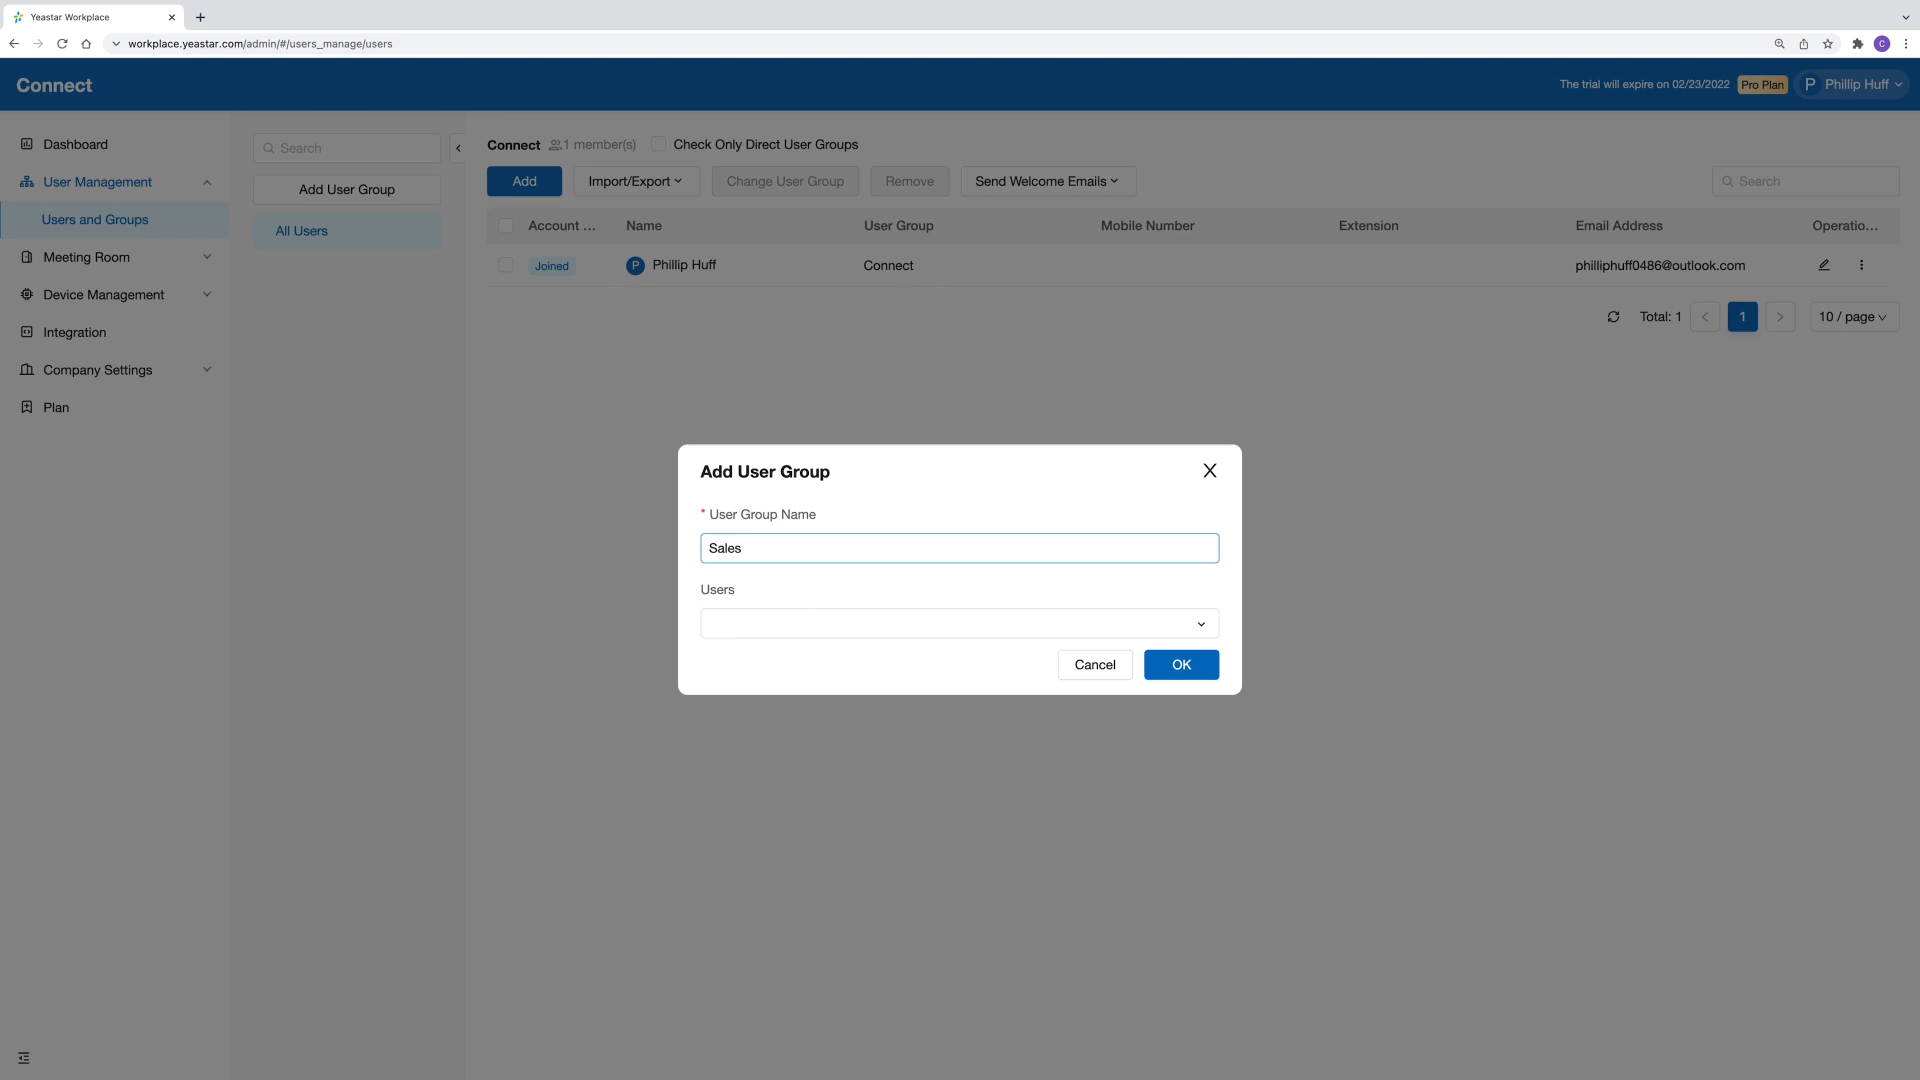 Yeastar Workplace
workplace.yeastar.com/admin/#/users_manage/users
C
Connect
The trial will expire on 02/23/2022
Pro Plan
P
Phillip Huff
Dashboard
User Management
Users and Groups
Meeting Room
Device Management
Integration
Company Settings
Plan
Search
Add User Group
All Users
Connect 1 member(s) Check Only Direct User Groups
Add
Import/Export
Change User Group
Remove
Send Welcome Emails
Search
Account ... Name User Group Mobile Number Extension Email Address Operatio...
Joined P Phillip Huff Connect philliphuff0486@outlook.com
Total: 1 < 1 > 10 / page
Add User Group
* User Group Name
Sales
Users
Cancel OK